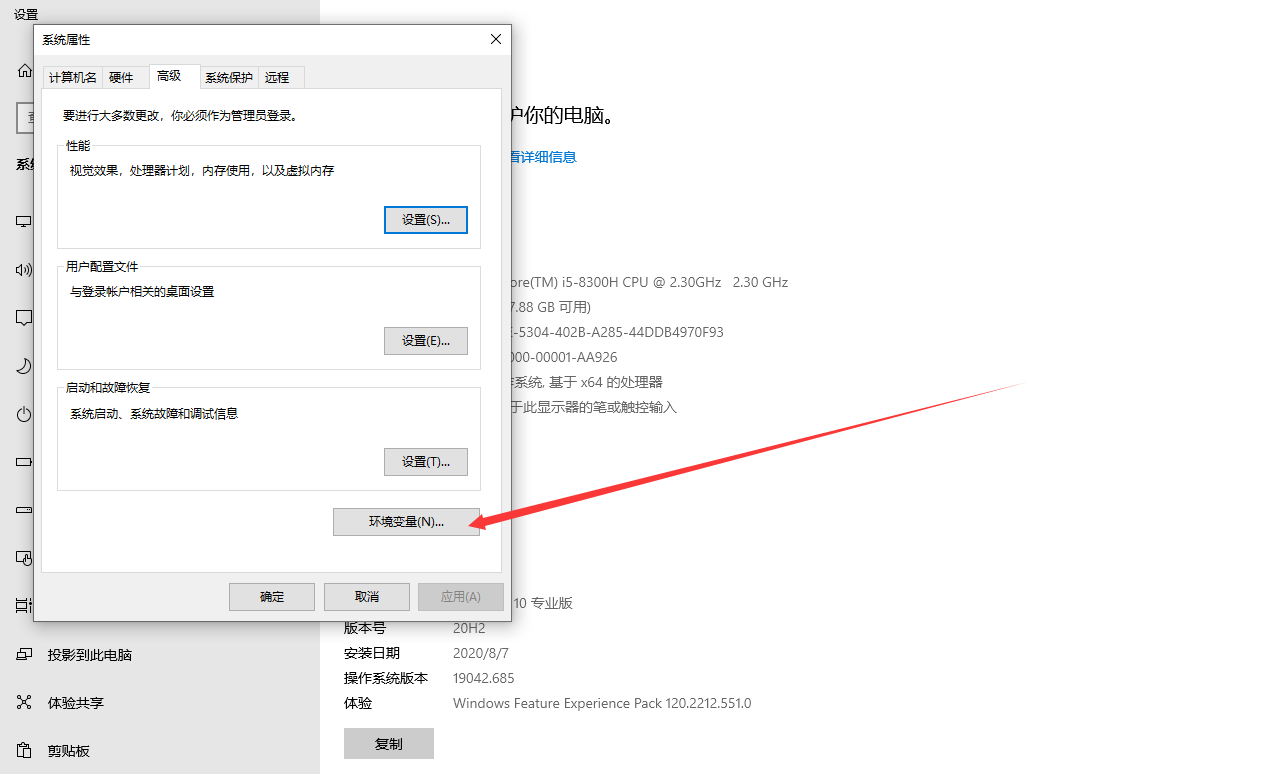 设置
系统属性
计算机名 硬件 高级 系统保护 远程
要进行大多数更改，你必须作为管理员登录。
性能
视觉效果，处理器计划，内存使用，以及虚拟内存
设置(S)...
用户配置文件
与登录帐户相关的桌面设置
设置(E)...
启动和故障恢复
系统启动、系统故障和调试信息
设置(T)...
环境变量(N)...
确定 取消 应用(A)
你的电脑。
详细信息
ore(TM) i5-8300H CPU @ 2.30GHz 2.30 GHz
7.88 GB 可用)
-5304-402B-A285-44DDB4970F93
000-00001-AA926
系统, 基于 x64 的处理器
于此显示器的笔或触控输入
10 专业版
版本号 20H2
安装日期 2020/8/7
操作系统版本 19042.685
体验 Windows Feature Experience Pack 120.2212.551.0
复制
系
投影到此电脑
体验共享
剪贴板